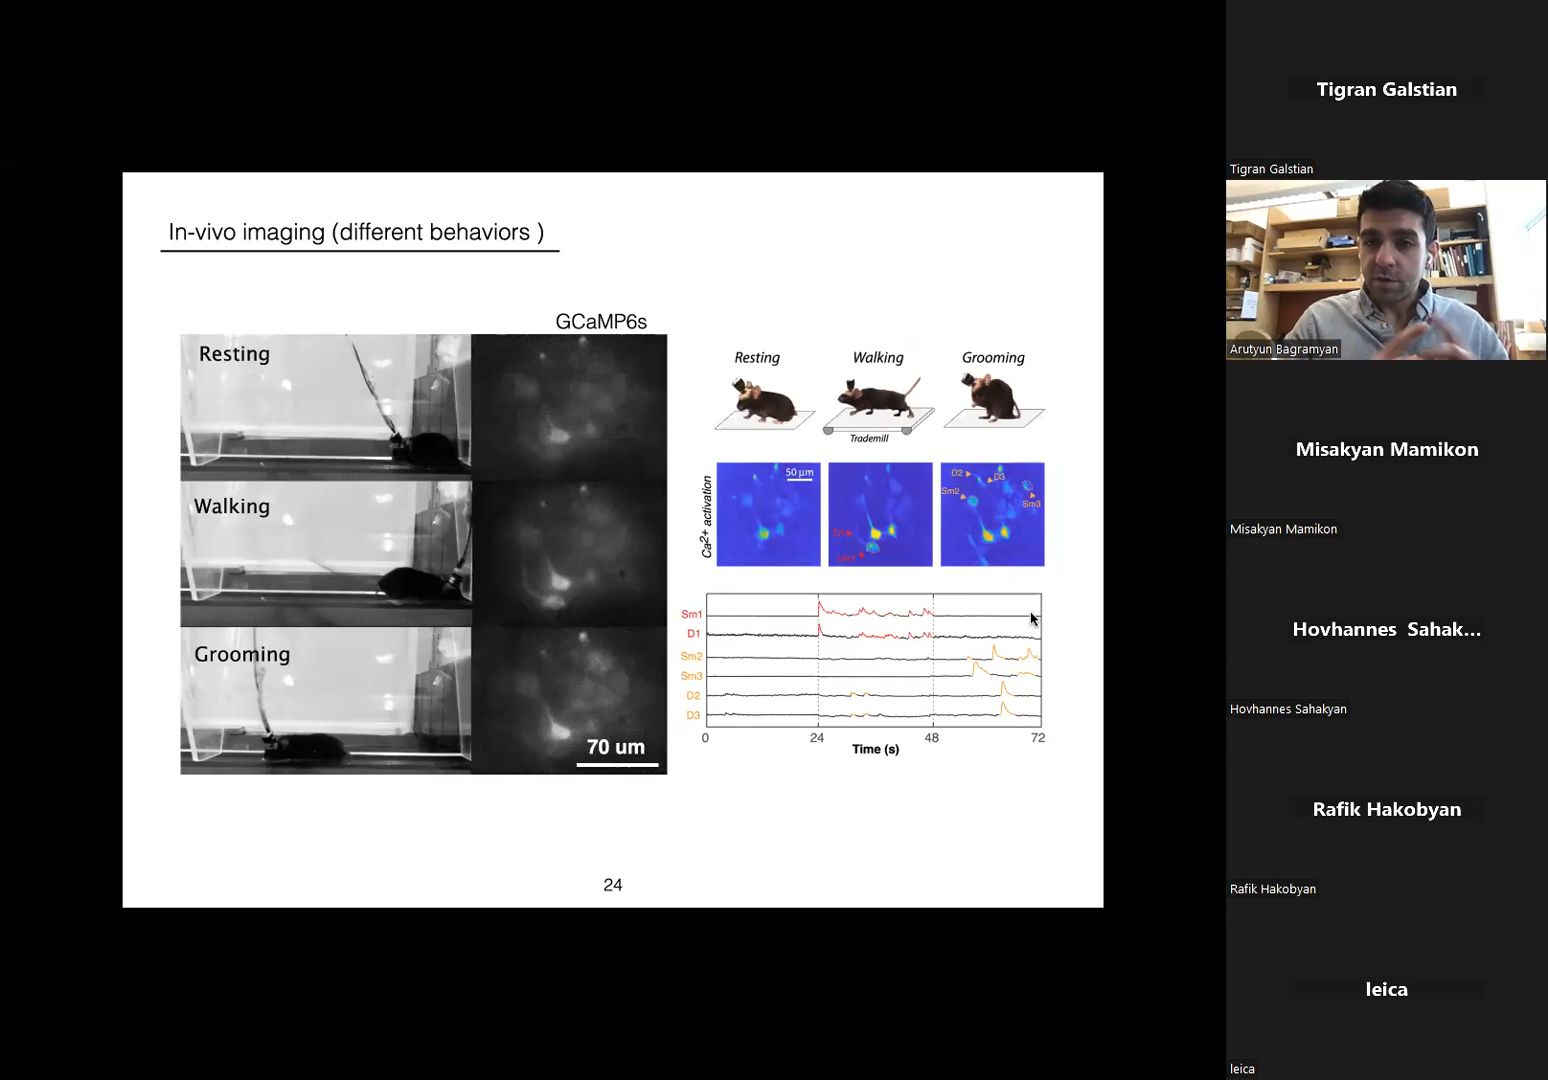 In-vivo imaging (different behaviors )
GCaMP6s
Resting
Walking
Grooming
70 um
Resting
Walking
Grooming
Trademill
Ca2+ activation
50 µm
D2
D3
Sm2
Sm3
Sm1
D1
Sm2
Sm3
D2
D3
0
24
48
72
Time (s)
24
Tigran Galstian
Tigran Galstian
Arutyun Bagramyan
Misakyan Mamikon
Misakyan Mamikon
Hovhannes Sahak...
Hovhannes Sahakyan
Rafik Hakobyan
Rafik Hakobyan
leica
leica